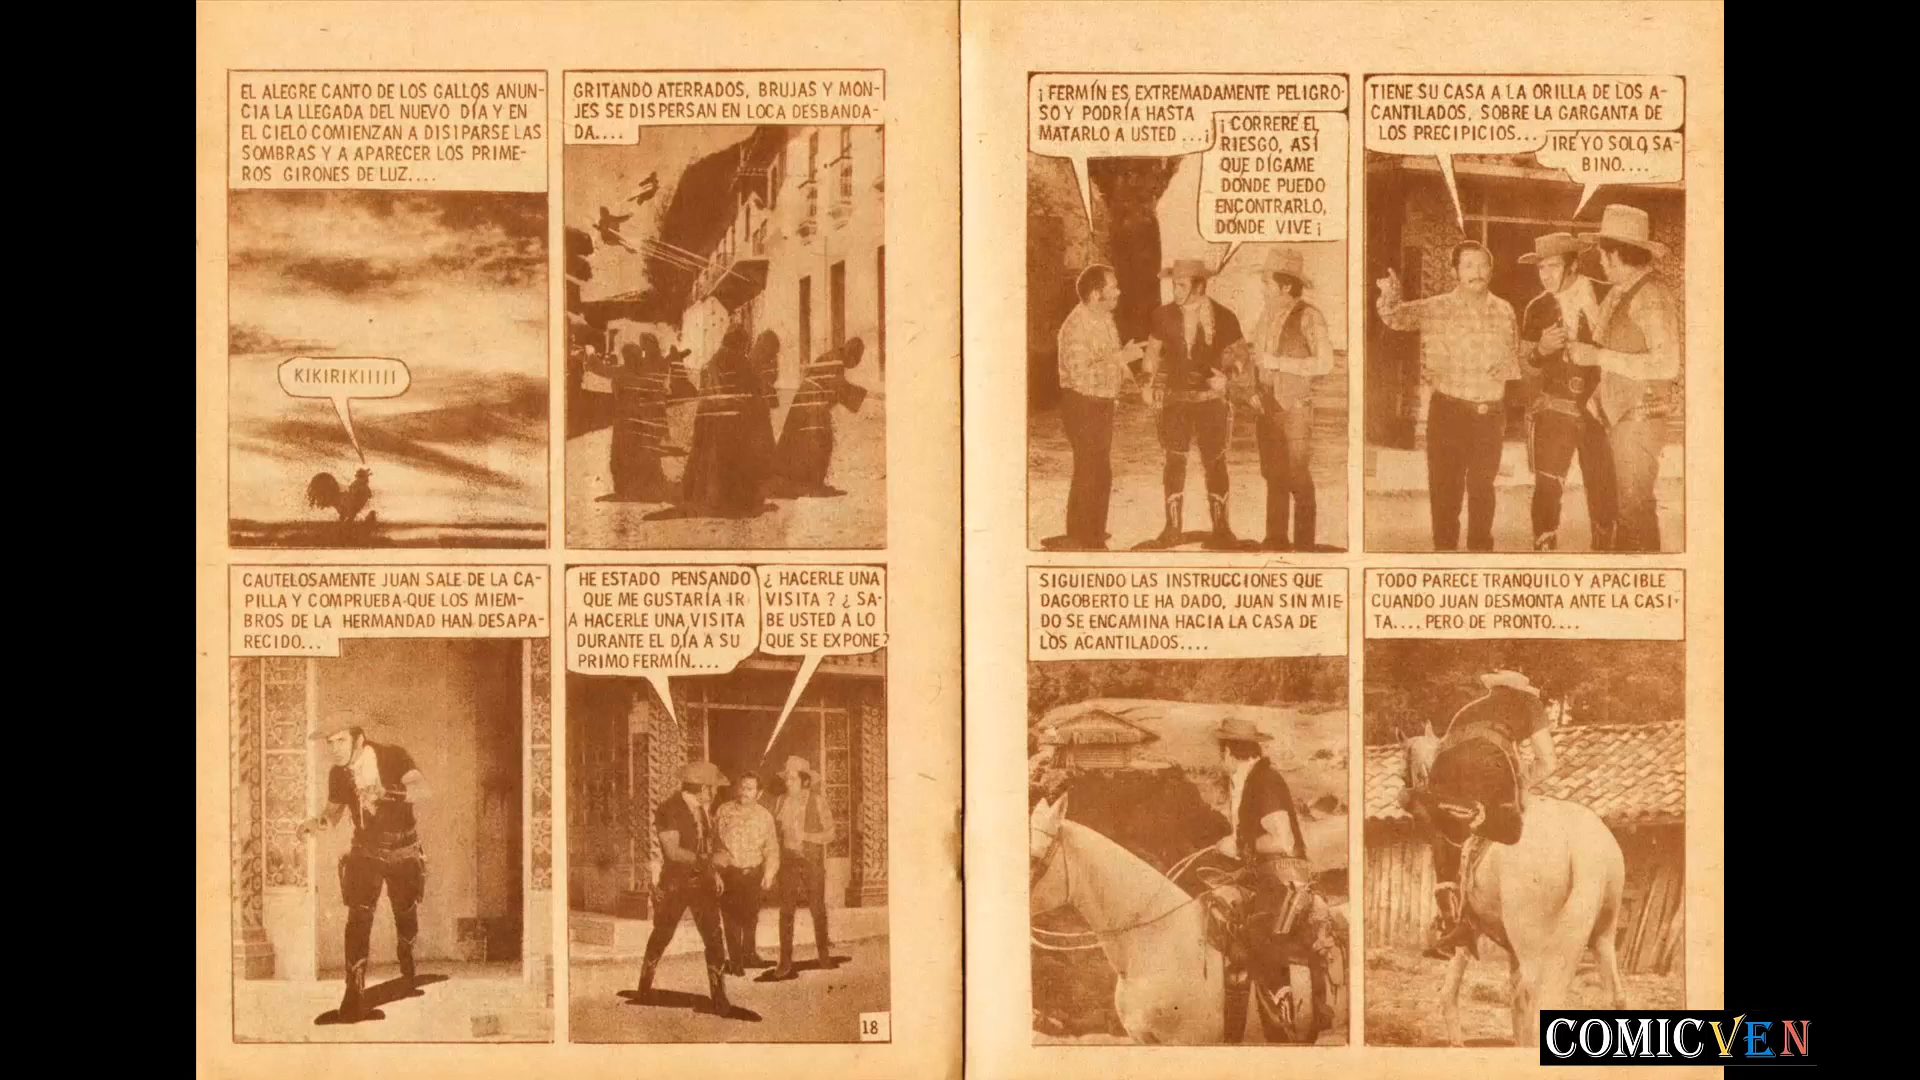 EL ALEGRE CANTO DE LOS GALLOS ANUN-
CIA LA LLEGADA DEL NUEVO DÍA Y EN
EL CIELO COMIENZAN A DISIPARSE LAS
SOMBRAS Y A APARECER LOS PRIME-
ROS GIRONES DE LUZ....
KIKIRIKIIIII
GRITANDO ATERRADOS, BRUJAS Y MON-
JES SE DISPERSAN EN LOCA DESBANDA-
DA....
CAUTELOSAMENTE JUAN SALE DE LA CA-
PILLA Y COMPRUEBA QUE LOS MIEM-
BROS DE LA HERMANDAD HAN DESAPA-
RECIDO...
HE ESTADO PENSANDO
QUE ME GUSTARÍA IR
A HACERLE UNA VISITA
DURANTE EL DÍA A SU
PRIMO FERMÍN....
¿ HACERLE UNA
VISITA ? ¿ SA-
BE USTED A LO
QUE SE EXPONE?
18
¡ FERMÍN ES EXTREMADAMENTE PELIGRO-
SO Y PODRÍA HASTA
MATARLO A USTED ...¡
¡ CORRERÉ EL
RIESGO, ASÍ
QUE DÍGAME
DÓNDE PUEDO
ENCONTRARLO,
DÓNDE VIVE ¡
TIENE SU CASA A LA ORILLA DE LOS A-
CANTILADOS, SOBRE LA GARGANTA DE
LOS PRECIPICIOS...
IRÉ YO SOLO, SA-
BINO....
SIGUIENDO LAS INSTRUCCIONES QUE
DAGOBERTO LE HA DADO, JUAN SIN MIE-
DO SE ENCAMINA HACIA LA CASA DE
LOS ACANTILADOS....
TODO PARECE TRANQUILO Y APACIBLE
CUANDO JUAN DESMONTA ANTE LA CASI-
TA.... PERO DE PRONTO....
COMICVEN